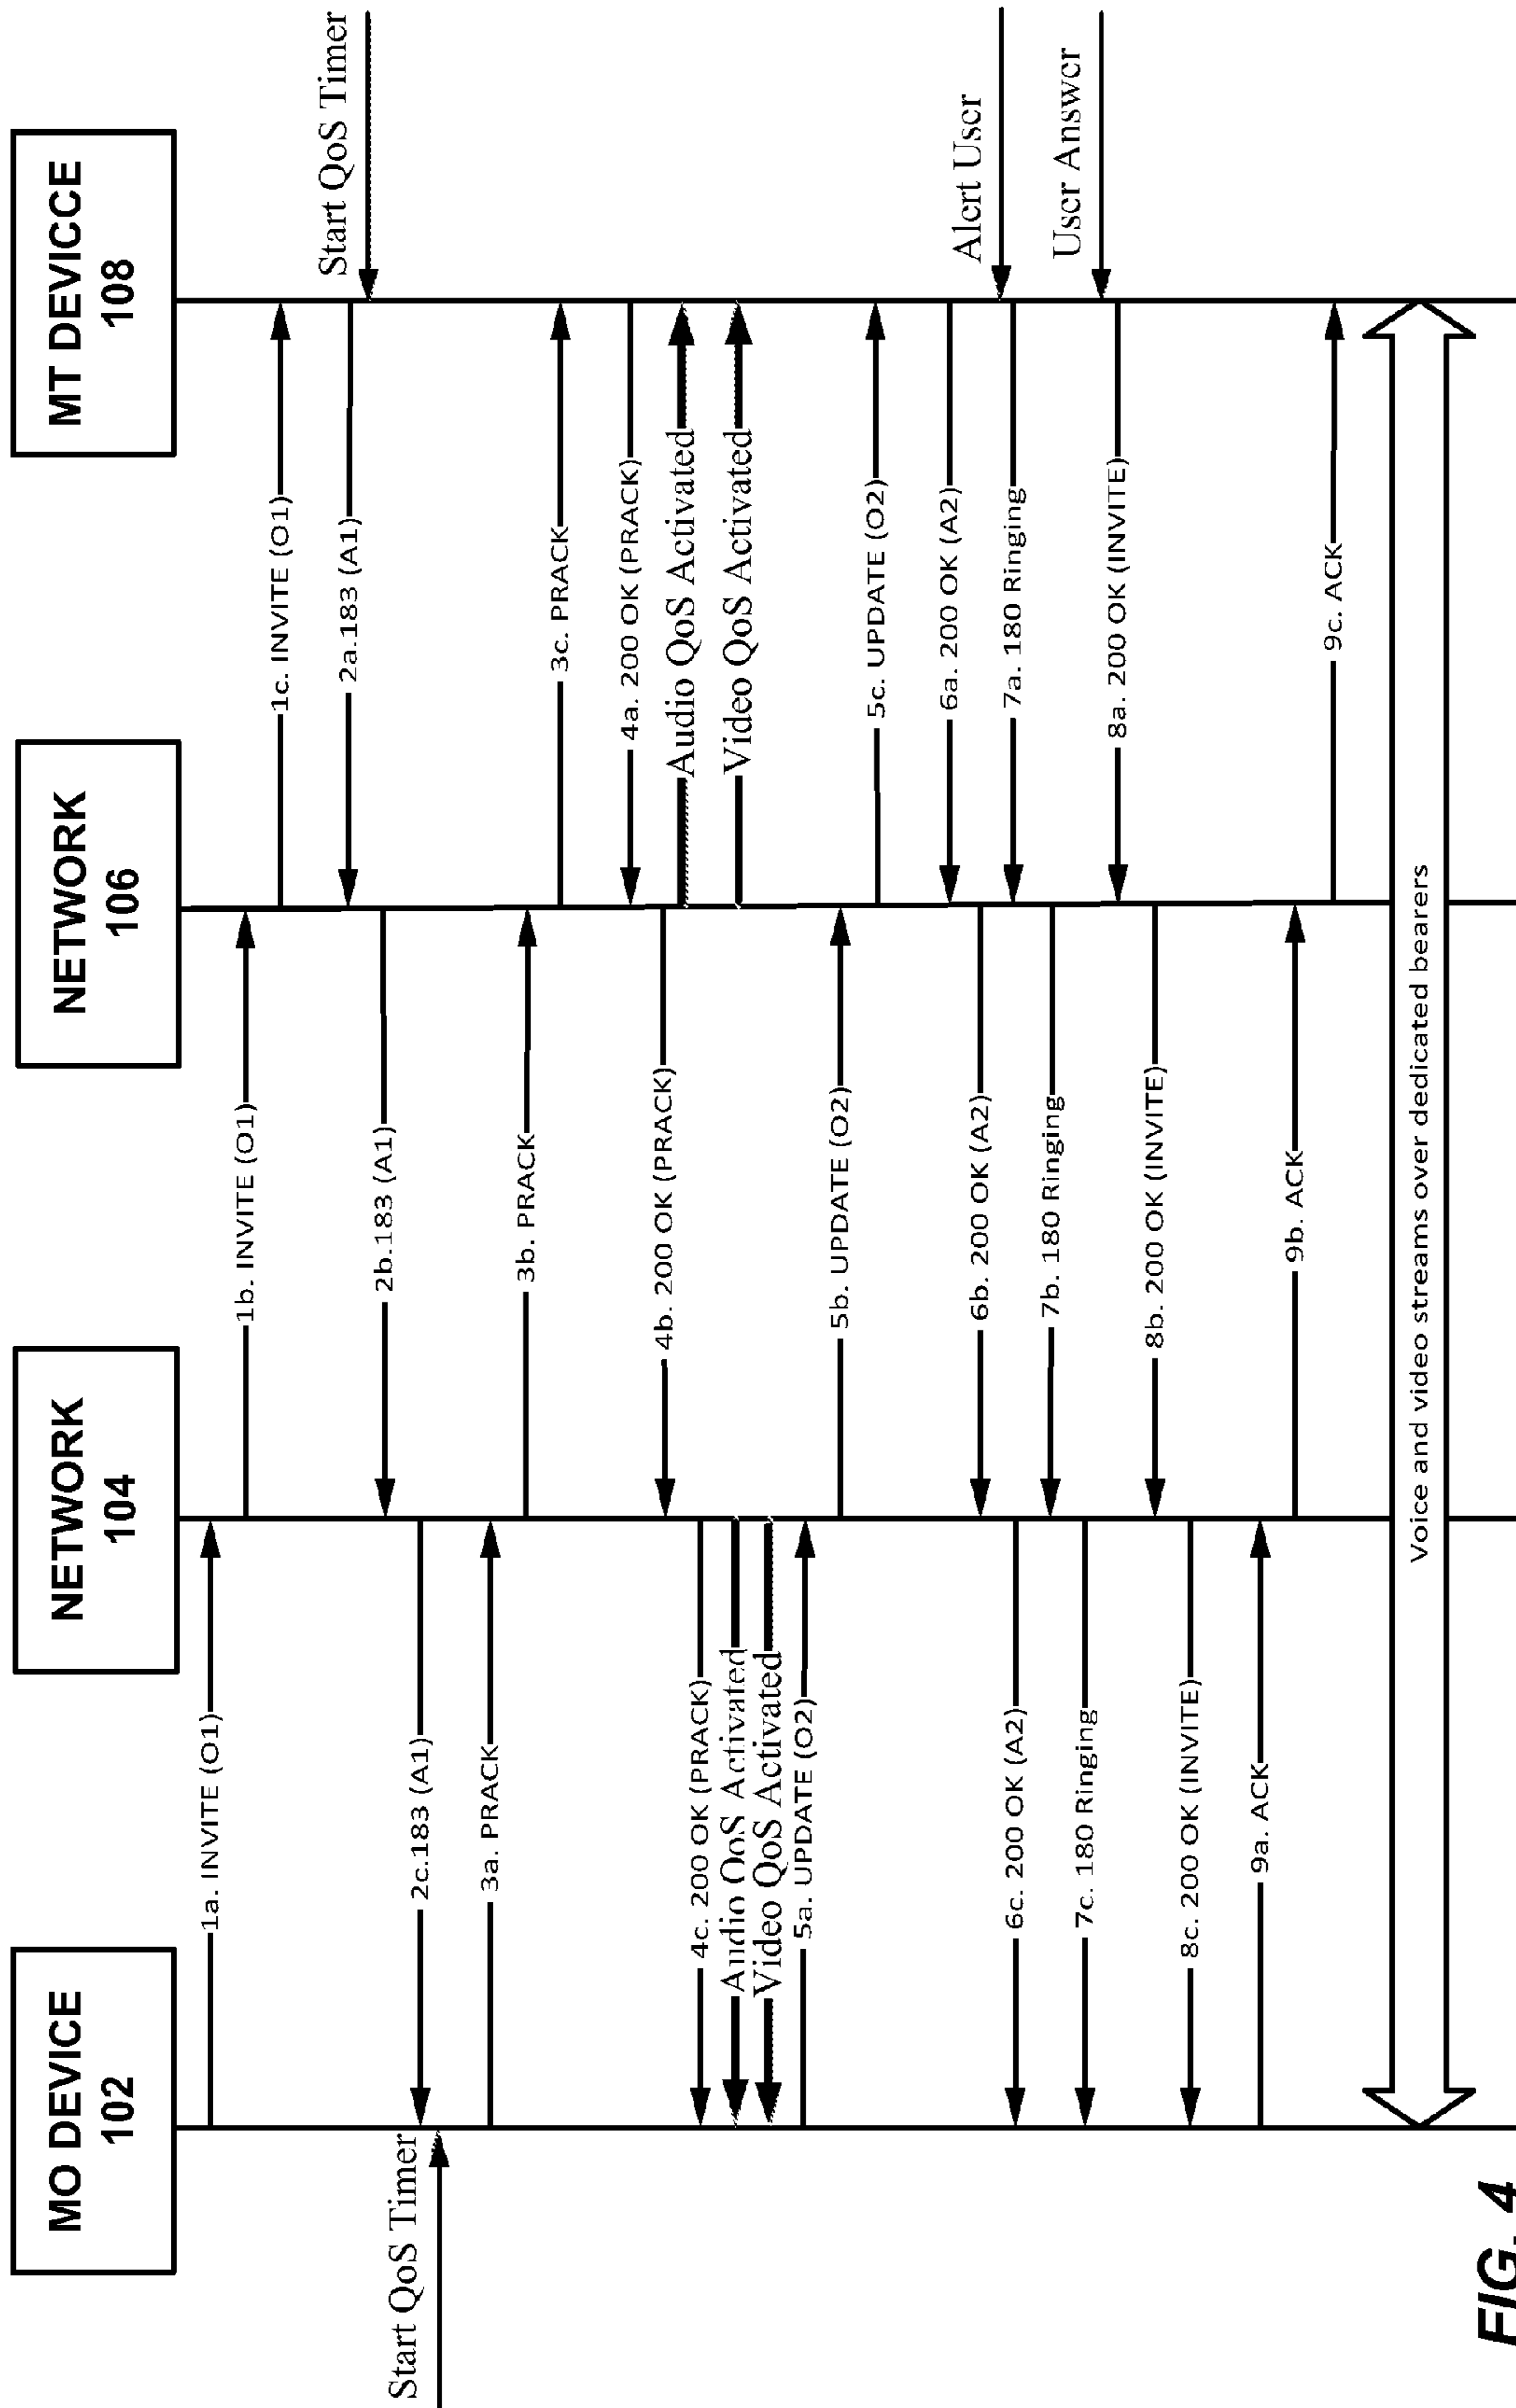 MO DEVICE
102
NETWORK
104
NETWORK
106
MT DEVICCE
108
1a. INVITE (O1)
1b. INVITE (O1)
1c. INVITE (O1)
2a.183 (A1)
Start QoS Timer
2b.183 (A1)
2c.183 (A1)
Start QoS Timer
3a. PRACK
3b. PRACK
3c. PRACK
4a. 200 OK (PRACK)
4b. 200 OK (PRACK)
Audio QoS Activated
4c. 200 OK (PRACK)
Video QoS Activated
Audio QoS Activated
Video QoS Activated
5a. UPDATE (O2)
5b. UPDATE (O2)
5c. UPDATE (O2)
6a. 200 OK (A2)
6b. 200 OK (A2)
Alert User
6c. 200 OK (A2)
7a. 180 Ringing
7b. 180 Ringing
7c. 180 Ringing
User Answer
8a. 200 OK (INVITE)
8b. 200 OK (INVITE)
8c. 200 OK (INVITE)
9a. ACK
9b. ACK
9c. ACK
Voice and video streams over dedicated bearers
FIG. 4